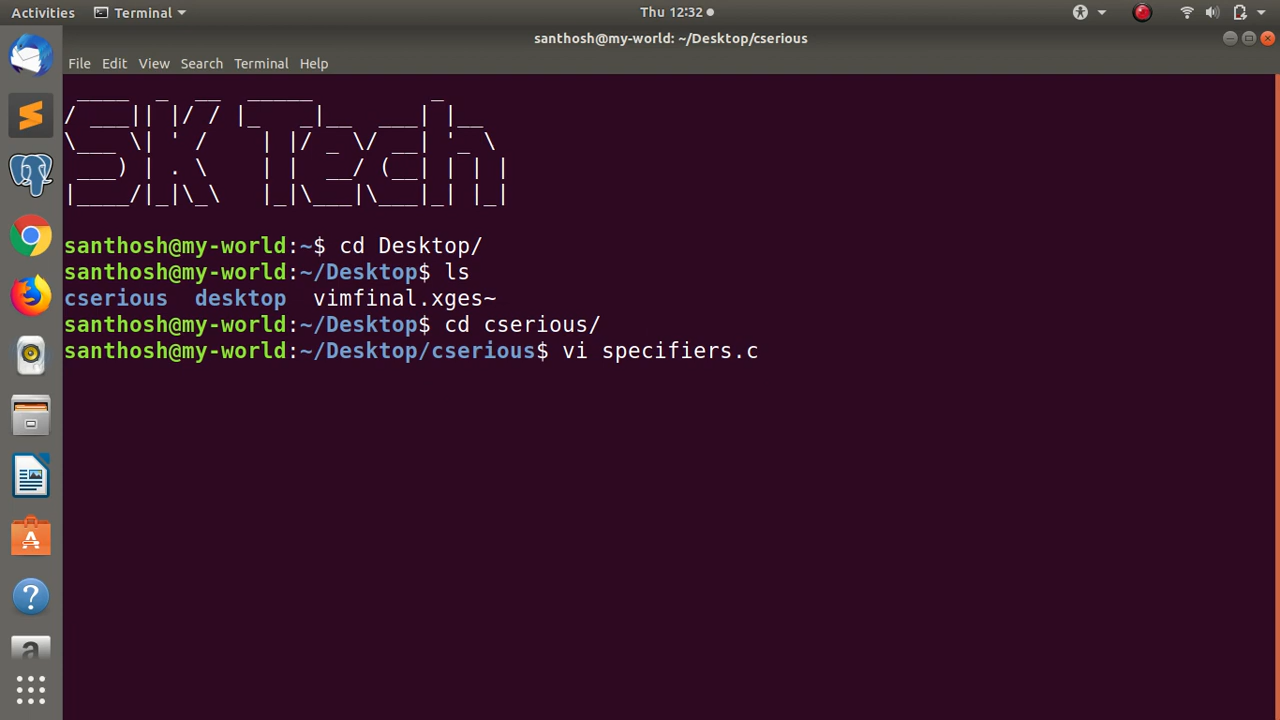 Activities Terminal Thu 12:32
santhosh@my-world: ~/Desktop/cserious
File Edit View Search Terminal Help
SK Tech
santhosh@my-world:~$ cd Desktop/
santhosh@my-world:~/Desktop$ ls
cserious desktop vimfinal.xges~
santhosh@my-world:~/Desktop$ cd cserious/
santhosh@my-world:~/Desktop/cserious$ vi specifiers.c